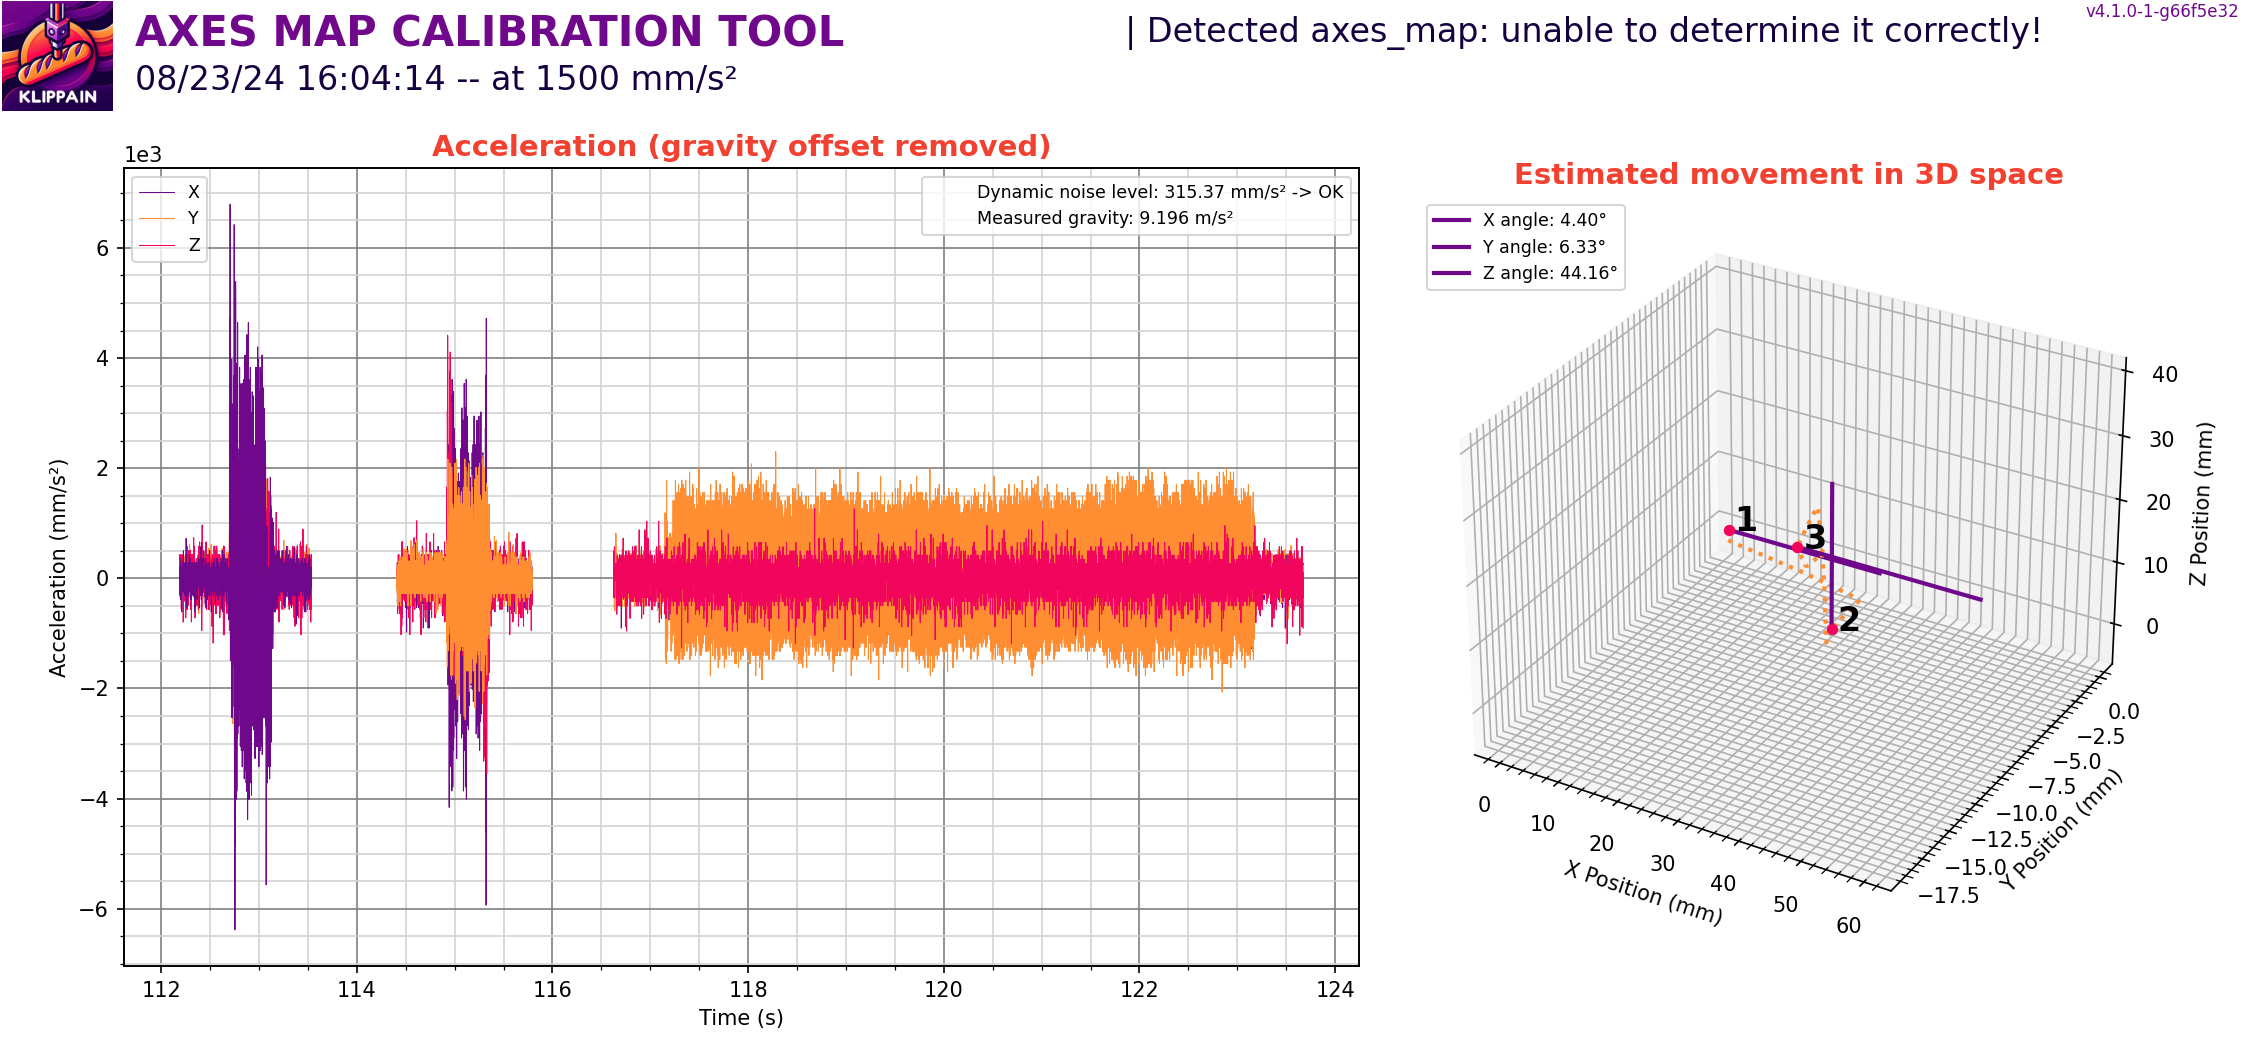 KLIPPAIN
AXES MAP CALIBRATION TOOL
08/23/24 16:04:14 -- at 1500 mm/s²
| Detected axes_map: unable to determine it correctly!
v4.1.0-1-g66f5e32
Acceleration (gravity offset removed)
1e3
X
Y
Z
Dynamic noise level: 315.37 mm/s² -> OK
Measured gravity: 9.196 m/s²
Acceleration (mm/s²)
6
4
2
0
−2
−4
−6
112
114
116
118
120
122
124
Time (s)
Estimated movement in 3D space
X angle: 4.40°
Y angle: 6.33°
Z angle: 44.16°
1
3
2
40
30
20
10
0
Z Position (mm)
0.0
−2.5
−5.0
−7.5
−10.0
−12.5
−15.0
−17.5
Y Position (mm)
0
10
20
30
40
50
60
X Position (mm)